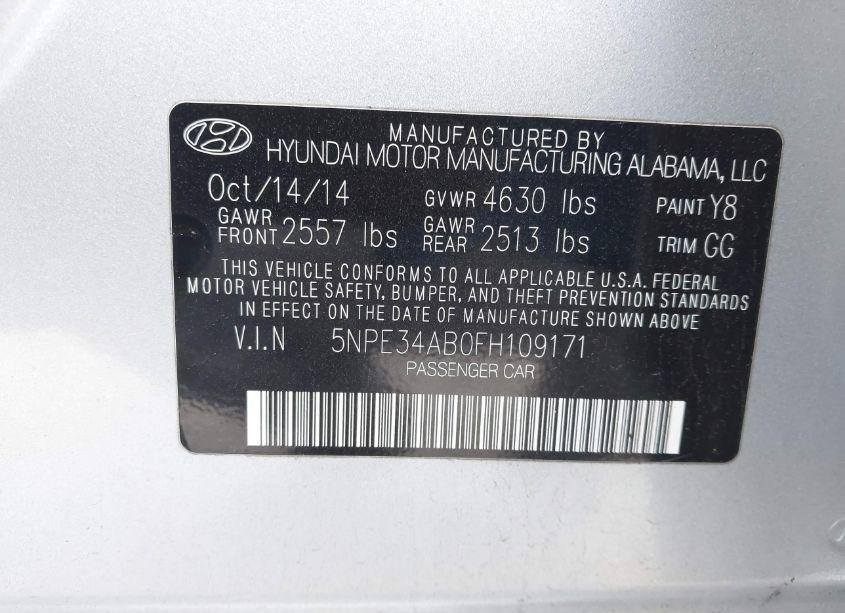 MANUFACTURED BY
HYUNDAI MOTOR MANUFACTURING ALABAMA, LLC
Oct/14/14 GVWR 4630 lbs PAINT Y8
GAWR FRONT 2557 lbs GAWR REAR 2513 lbs TRIM GG
THIS VEHICLE CONFORMS TO ALL APPLICABLE U.S.A. FEDERAL
MOTOR VEHICLE SAFETY, BUMPER, AND THEFT PREVENTION STANDARDS
IN EFFECT ON THE DATE OF MANUFACTURE SHOWN ABOVE
V.I.N 5NPE34AB0FH109171
PASSENGER CAR